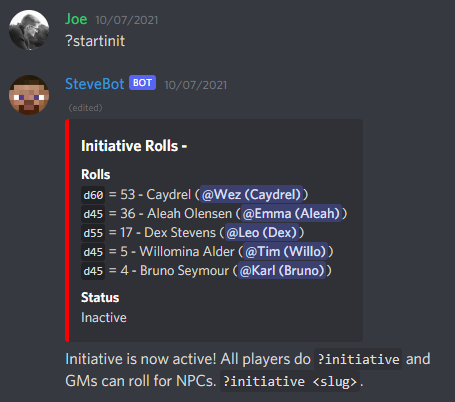 Joe 10/07/2021
?startinit
SteveBot BOT 10/07/2021
(edited)
Initiative Rolls -
Rolls
d60 = 53 - Caydrel (@Wez (Caydrel))
d45 = 36 - Aleah Olensen (@Emma (Aleah))
d55 = 17 - Dex Stevens (@Leo (Dex))
d45 = 5 - Willomina Alder (@Tim (Willo))
d45 = 4 - Bruno Seymour (@Karl (Bruno))
Status
Inactive
Initiative is now active! All players do ?initiative and
GMs can roll for NPCs. ?initiative <slug>.